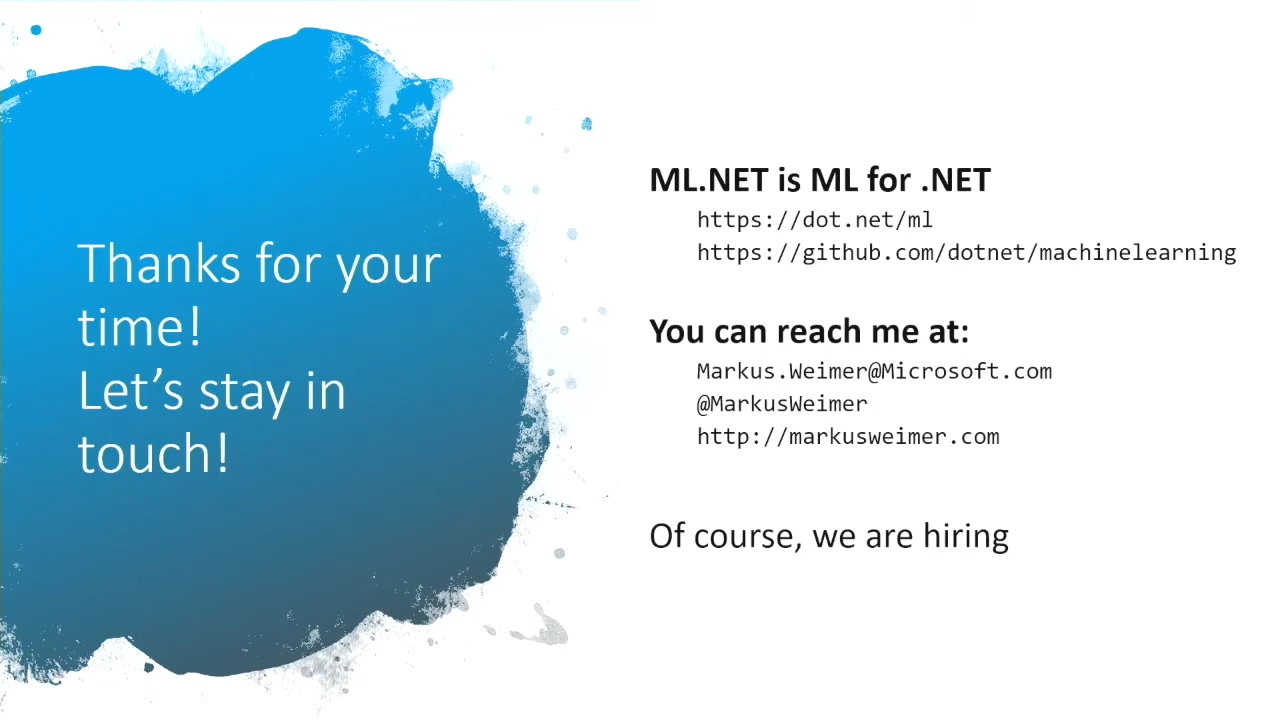 Thanks for your
time!
Let’s stay in
touch!
ML.NET is ML for .NET
https://dot.net/ml
https://github.com/dotnet/machinelearning
You can reach me at:
Markus.Weimer@Microsoft.com
@MarkusWeimer
http://markusweimer.com
Of course, we are hiring